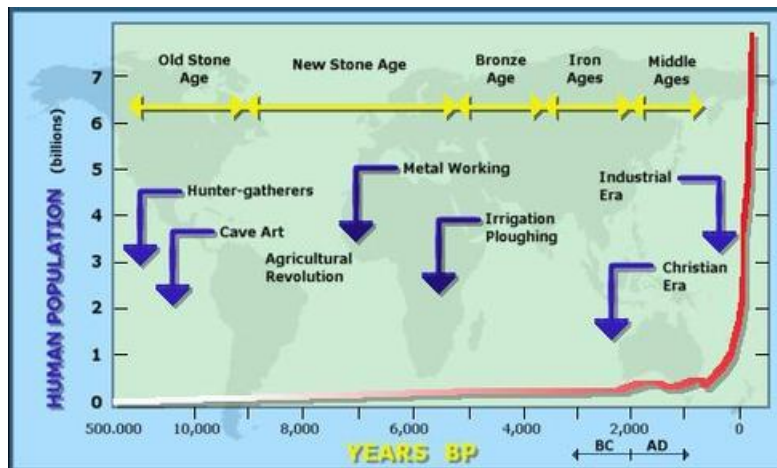 Old Stone
Age
New Stone Age
Bronze
Age
Iron
Ages
Middle
Ages
HUMAN POPULATION (billions)
7
6
5
4
3
2
1
0
Hunter-gatherers
Cave Art
Agricultural
Revolution
Metal Working
Irrigation
Ploughing
Industrial
Era
Christian
Era
500.000 10,000 8,000 6,000 4,000 2,000 0
YEARS BP
BC AD